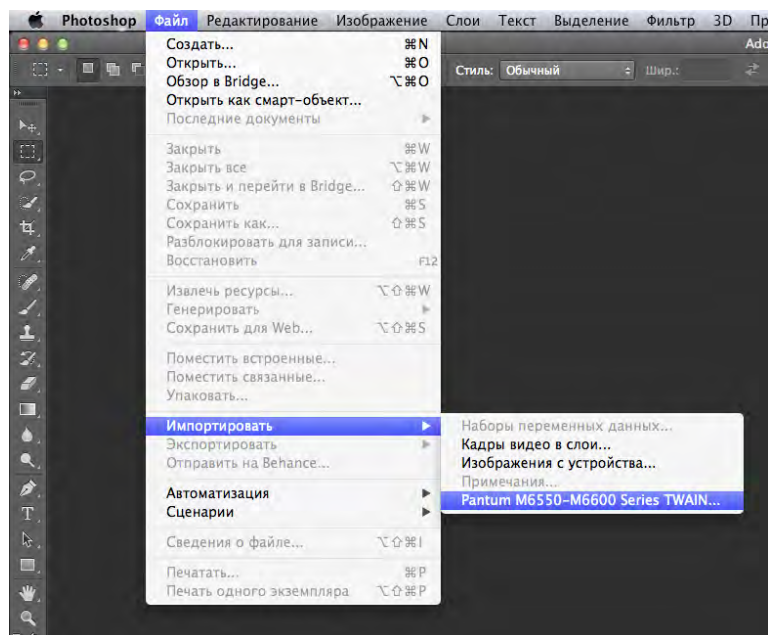 Photoshop Файл Редактирование Изображение Слои Текст Выделение Фильтр 3D
Ado
Стиль: Обычный Шир.:
Создать... ⌘N
Открыть... ⌘O
Обзор в Bridge... ⌥⌘O
Открыть как смарт-объект...
Последние документы
Закрыть ⌘W
Закрыть все ⌥⌘W
Закрыть и перейти в Bridge... ⇧⌘W
Сохранить ⌘S
Сохранить как... ⇧⌘S
Разблокировать для записи...
Восстановить F12
Извлечь ресурсы... ⌥⇧⌘W
Генерировать
Сохранить для Web... ⌥⇧⌘S
Поместить встроенные...
Поместить связанные...
Упаковать...
Импортировать
Экспортировать
Отправить на Behance...
Автоматизация
Сценарии
Сведения о файле... ⌥⇧⌘I
Печатать... ⌘P
Печать одного экземпляра ⌥⇧⌘P
Наборы переменных данных...
Кадры видео в слои...
Изображения с устройства...
Примечания...
Pantum M6550-M6600 Series TWAIN...